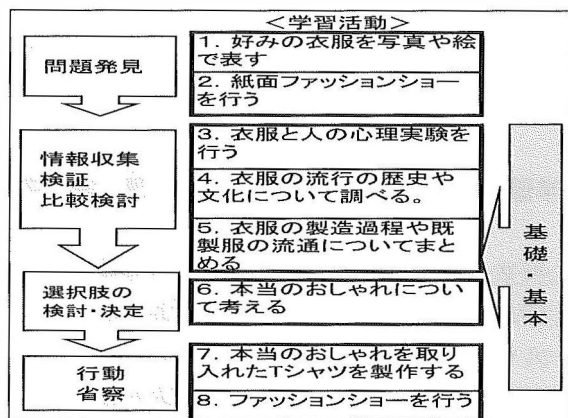 ＜学習活動＞
問題発見
1. 好みの衣服を写真や絵
で表す
2. 紙面ファッションショー
を行う
情報収集
検証
比較検討
3. 衣服と人の心理実験を
行う
4. 衣服の流行の歴史や
文化について調べる。
5. 衣服の製造過程や既
製服の流通についてまと
める
選択肢の
検討・決定
6. 本当のおしゃれについ
て考える
行動
省察
7. 本当のおしゃれを取り
入れたTシャツを製作する
8. ファッションショーを行う
基礎・基本